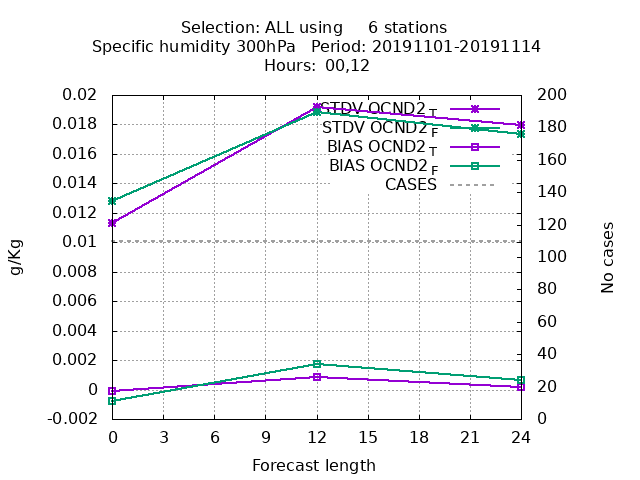 Selection: ALL using     6 stations
Specific humidity 300hPa   Period: 20191101-20191114
Hours: 00,12
0.02
0.018
0.016
0.014
0.012
0.01
0.008
0.006
0.004
0.002
0
-0.002
g/Kg
STDV OCND2 T
STDV OCND2 F
BIAS OCND2 T
BIAS OCND2 F
CASES
200
180
160
140
120
100
80
60
40
20
0
No cases
0 3 6 9 12 15 18 21 24
Forecast length